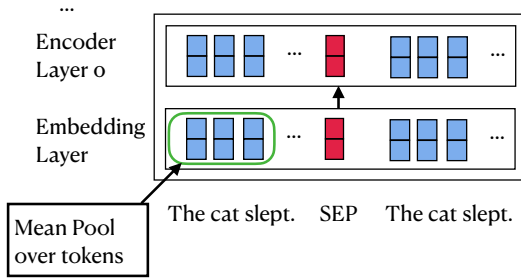 ...
Encoder
Layer 0
...
...
Embedding
Layer
...
...
The cat slept. SEP The cat slept.
Mean Pool
over tokens